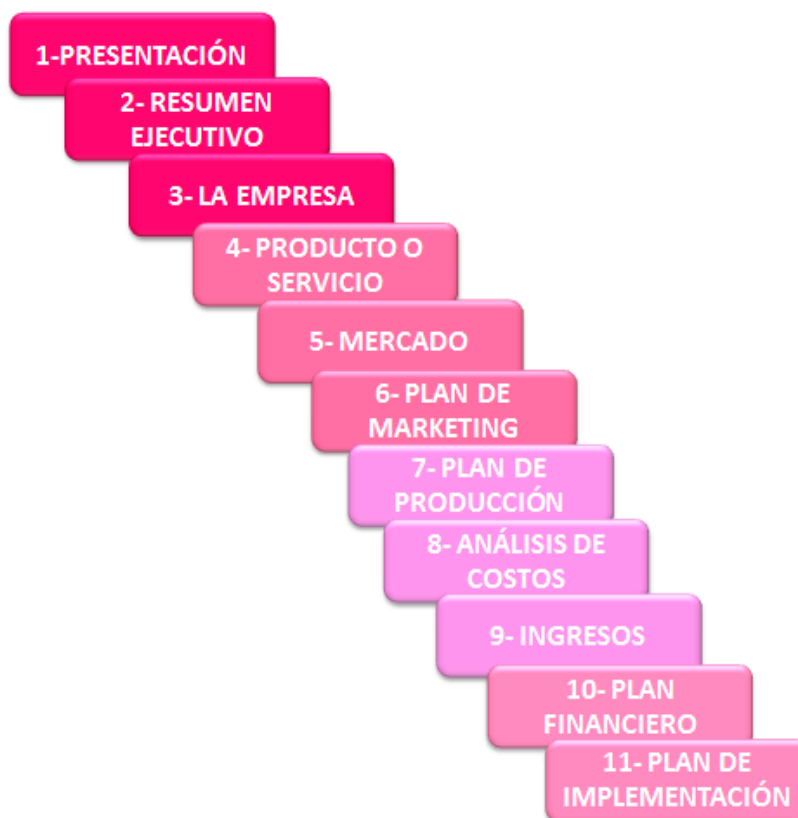 1-PRESENTACIÓN
2- RESUMEN
EJECUTIVO
3- LA EMPRESA
4- PRODUCTO O
SERVICIO
5- MERCADO
6- PLAN DE
MARKETING
7- PLAN DE
PRODUCCIÓN
8- ANÁLISIS DE
COSTOS
9- INGRESOS
10- PLAN
FINANCIERO
11- PLAN DE
IMPLEMENTACIÓN